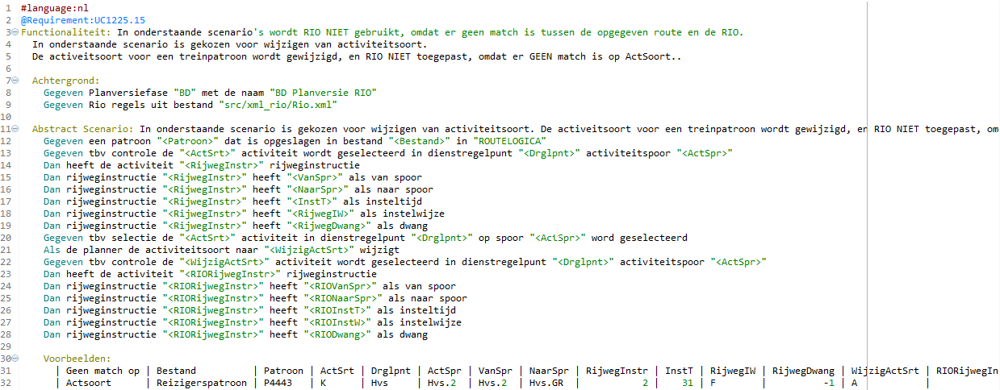 1 #language:nl
2 @Requirement:UC1225.15
3 Functionaliteit: In onderstaande scenario's wordt RIO NIET gebruikt, omdat er geen match is tussen de opgegeven route en de RIO.
4 In onderstaande scenario is gekozen voor wijzigen van activiteitsoort.
5 De activeitsoort voor een treinpatroon wordt gewijzigd, en RIO NIET toegepast, omdat er GEEN match is op ActSoort..
6
7 Achtergrond:
8 Gegeven Planversiefase "BD" met de naam "BD Planversie RIO"
9 Gegeven Rio regels uit bestand "src/xml_rio/Rio.xml"
10
11 Abstract Scenario: In onderstaande scenario is gekozen voor wijzigen van activiteitsoort. De activeitsoort voor een treinpatroon wordt gewijzigd, en RIO NIET toegepast, om
12 Gegeven een patroon "<Patroon>" dat is opgeslagen in bestand "<Bestand>" in "ROUTELOGICA"
13 Gegeven tbv controle de "<ActSrt>" activiteit wordt geselecteerd in dienstregelpunt "<Drglpnt>" activiteitspoor "<ActSpr>"
14 Dan heeft de activiteit "<RijwegInstr>" rijweginstructie
15 Dan rijweginstructie "<RijwegInstr>" heeft "<VanSpr>" als van spoor
16 Dan rijweginstructie "<RijwegInstr>" heeft "<NaarSpr>" als naar spoor
17 Dan rijweginstructie "<RijwegInstr>" heeft "<InstT>" als insteltijd
18 Dan rijweginstructie "<RijwegInstr>" heeft "<RijwegIW>" als instelwijze
19 Dan rijweginstructie "<RijwegInstr>" heeft "<RijwegDwang>" als dwang
20 Gegeven tbv selectie de "<ActSrt>" activiteit in dienstregelpunt "<Drglpnt>" op spoor "<ActSpr>" word geselecteerd
21 Als de planner de activiteitsoort naar "<WijzigActSrt>" wijzigt
22 Gegeven tbv controle de "<WijzigActSrt>" activiteit wordt geselecteerd in dienstregelpunt "<Drglpnt>" activiteitspoor "<ActSpr>"
23 Dan heeft de activiteit "<RIORijwegInstr>" rijweginstructie
24 Dan rijweginstructie "<RIORijwegInstr>" heeft "<RIOVanSpr>" als van spoor
25 Dan rijweginstructie "<RIORijwegInstr>" heeft "<RIONaarSpr>" als naar spoor
26 Dan rijweginstructie "<RIORijwegInstr>" heeft "<RIOInstT>" als insteltijd
27 Dan rijweginstructie "<RIORijwegInstr>" heeft "<RIOInstW>" als instelwijze
28 Dan rijweginstructie "<RIORijwegInstr>" heeft "<RIODwang>" als dwang
29
30 Voorbeelden:
31 | Geen match op | Bestand | Patroon | ActSrt | Drglpnt | ActSpr | VanSpr | NaarSpr | RijwegInstr | InstT | RijwegIW | RijwegDwang | WijzigActSrt | RIORijwegIn
32 | Actsoort | Reizigerspatroon | P4443 | K | Hvs | Hvs.2 | Hvs.2 | Hvs.GR | 2 | 31 | F | -1 | A |